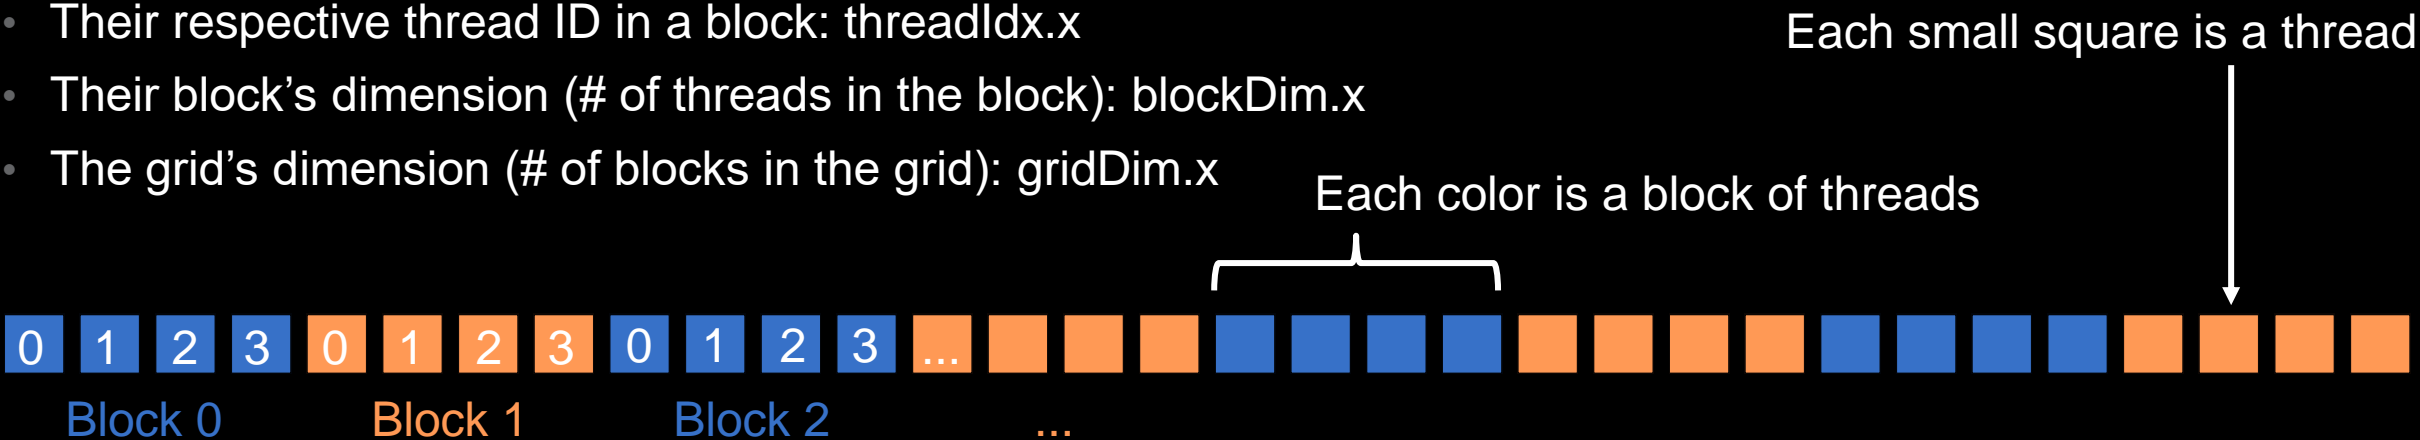 • Their respective thread ID in a block: threadIdx.x
Each small square is a thread
• Their block’s dimension (# of threads in the block): blockDim.x
• The grid’s dimension (# of blocks in the grid): gridDim.x
Each color is a block of threads
0 1 2 3 0 1 2 3 0 1 2 3 ...
Block 0 Block 1 Block 2 ...